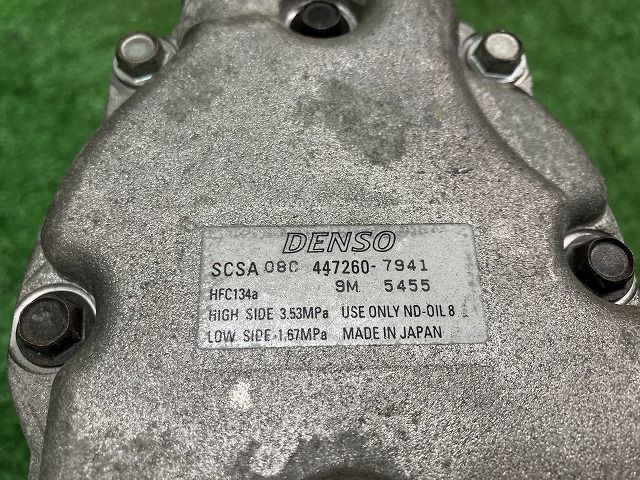 DENSO
SCSA 08C 447260-7941
9M 5455
HFC134a
HIGH SIDE 3.53MPa USE ONLY ND-OIL 8
LOW SIDE 1.67MPa MADE IN JAPAN